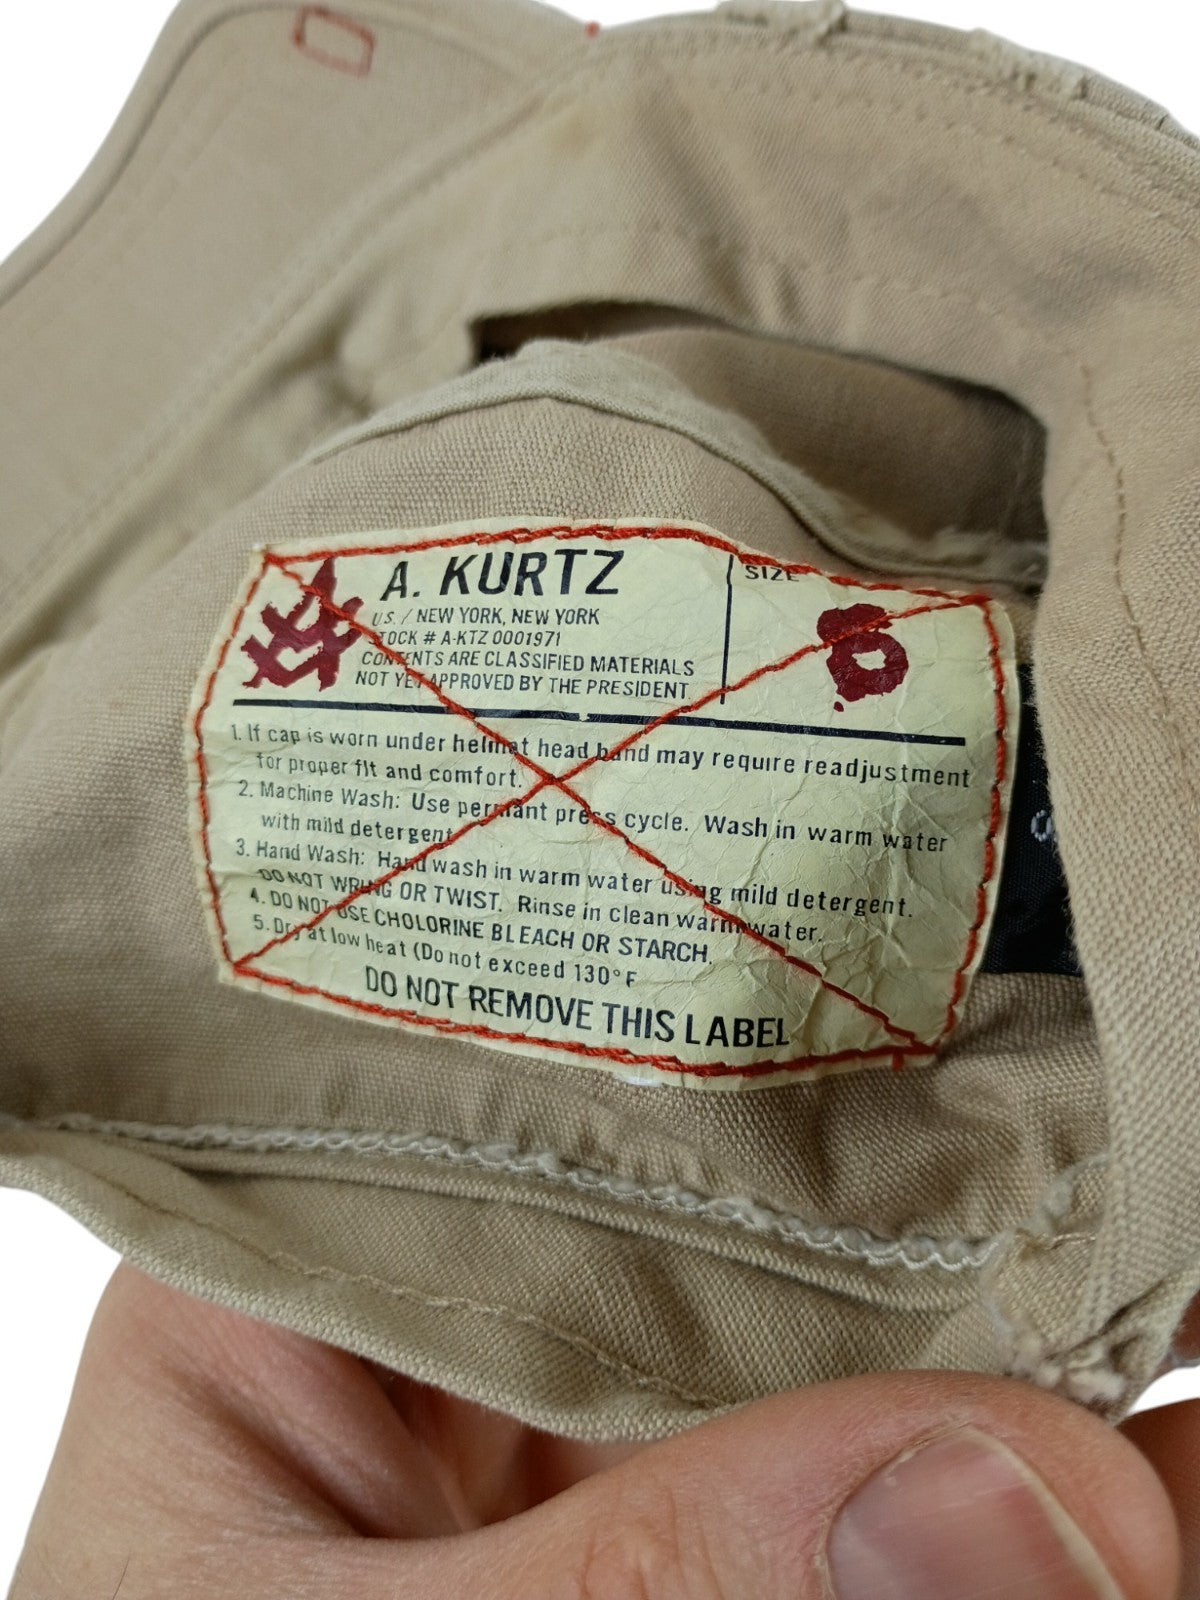 A. KURTZ
U.S. / NEW YORK, NEW YORK
STOCK # A-KTZ 0001971
CONTENTS ARE CLASSIFIED MATERIALS
NOT YET APPROVED BY THE PRESIDENT.
SIZE
1. If cap is worn under helmet head band may require readjustment
for proper fit and comfort.
2. Machine Wash: Use permant press cycle. Wash in warm water
with mild detergent
3. Hand Wash: Hand wash in warm water using mild detergent.
DO NOT WRING OR TWIST. Rinse in clean warm water.
4. DO NOT USE CHOLORINE BLEACH OR STARCH.
5. Dry at low heat (Do not exceed 130°F
DO NOT REMOVE THIS LABEL